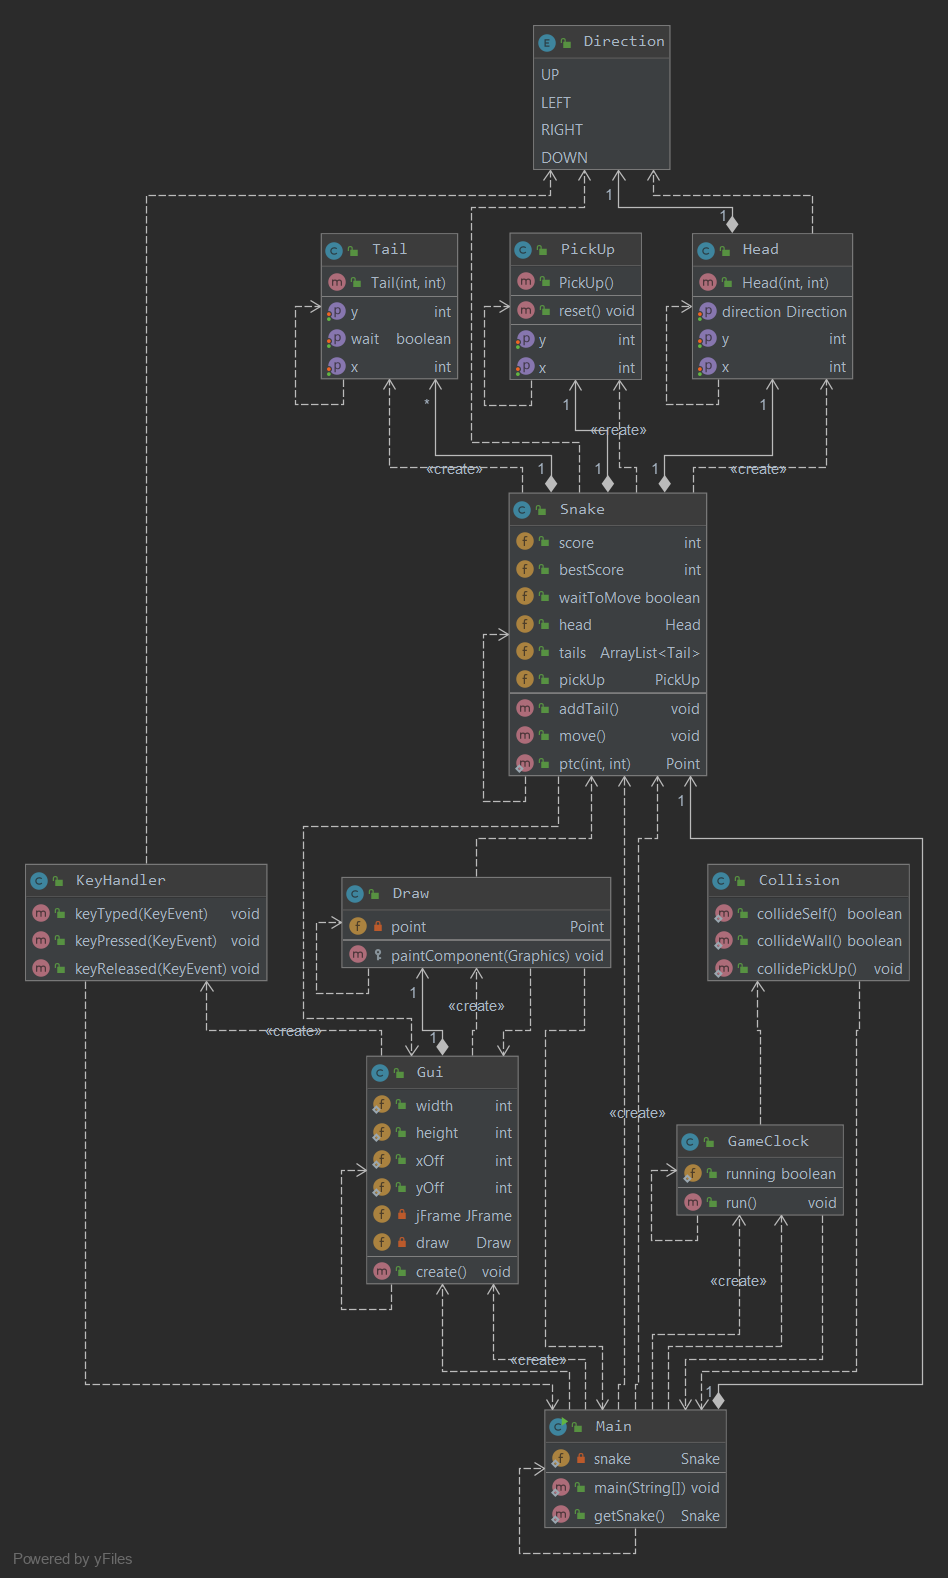 Direction
UP
LEFT
RIGHT
DOWN
1
1
Tail
Tail(int, int)
y int
wait boolean
x int
PickUp
PickUp()
reset() void
y int
x int
Head
Head(int, int)
direction Direction
y int
x int
*
1
1
«create»
«create»
1
1
1
«create»
Snake
score int
bestScore int
waitToMove boolean
head Head
tails ArrayList<Tail>
pickUp PickUp
addTail() void
move() void
ptc(int, int) Point
1
KeyHandler
keyTyped(KeyEvent) void
keyPressed(KeyEvent) void
keyReleased(KeyEvent) void
Draw
point Point
paintComponent(Graphics) void
Collision
collideSelf() boolean
collideWall() boolean
collidePickUp() void
1
«create»
«create»
1
Gui
width int
height int
xOff int
yOff int
jFrame JFrame
draw Draw
create() void
«create»
GameClock
running boolean
run() void
«create»
«create»
1
Main
snake Snake
main(String[]) void
getSnake() Snake
Powered by yFiles